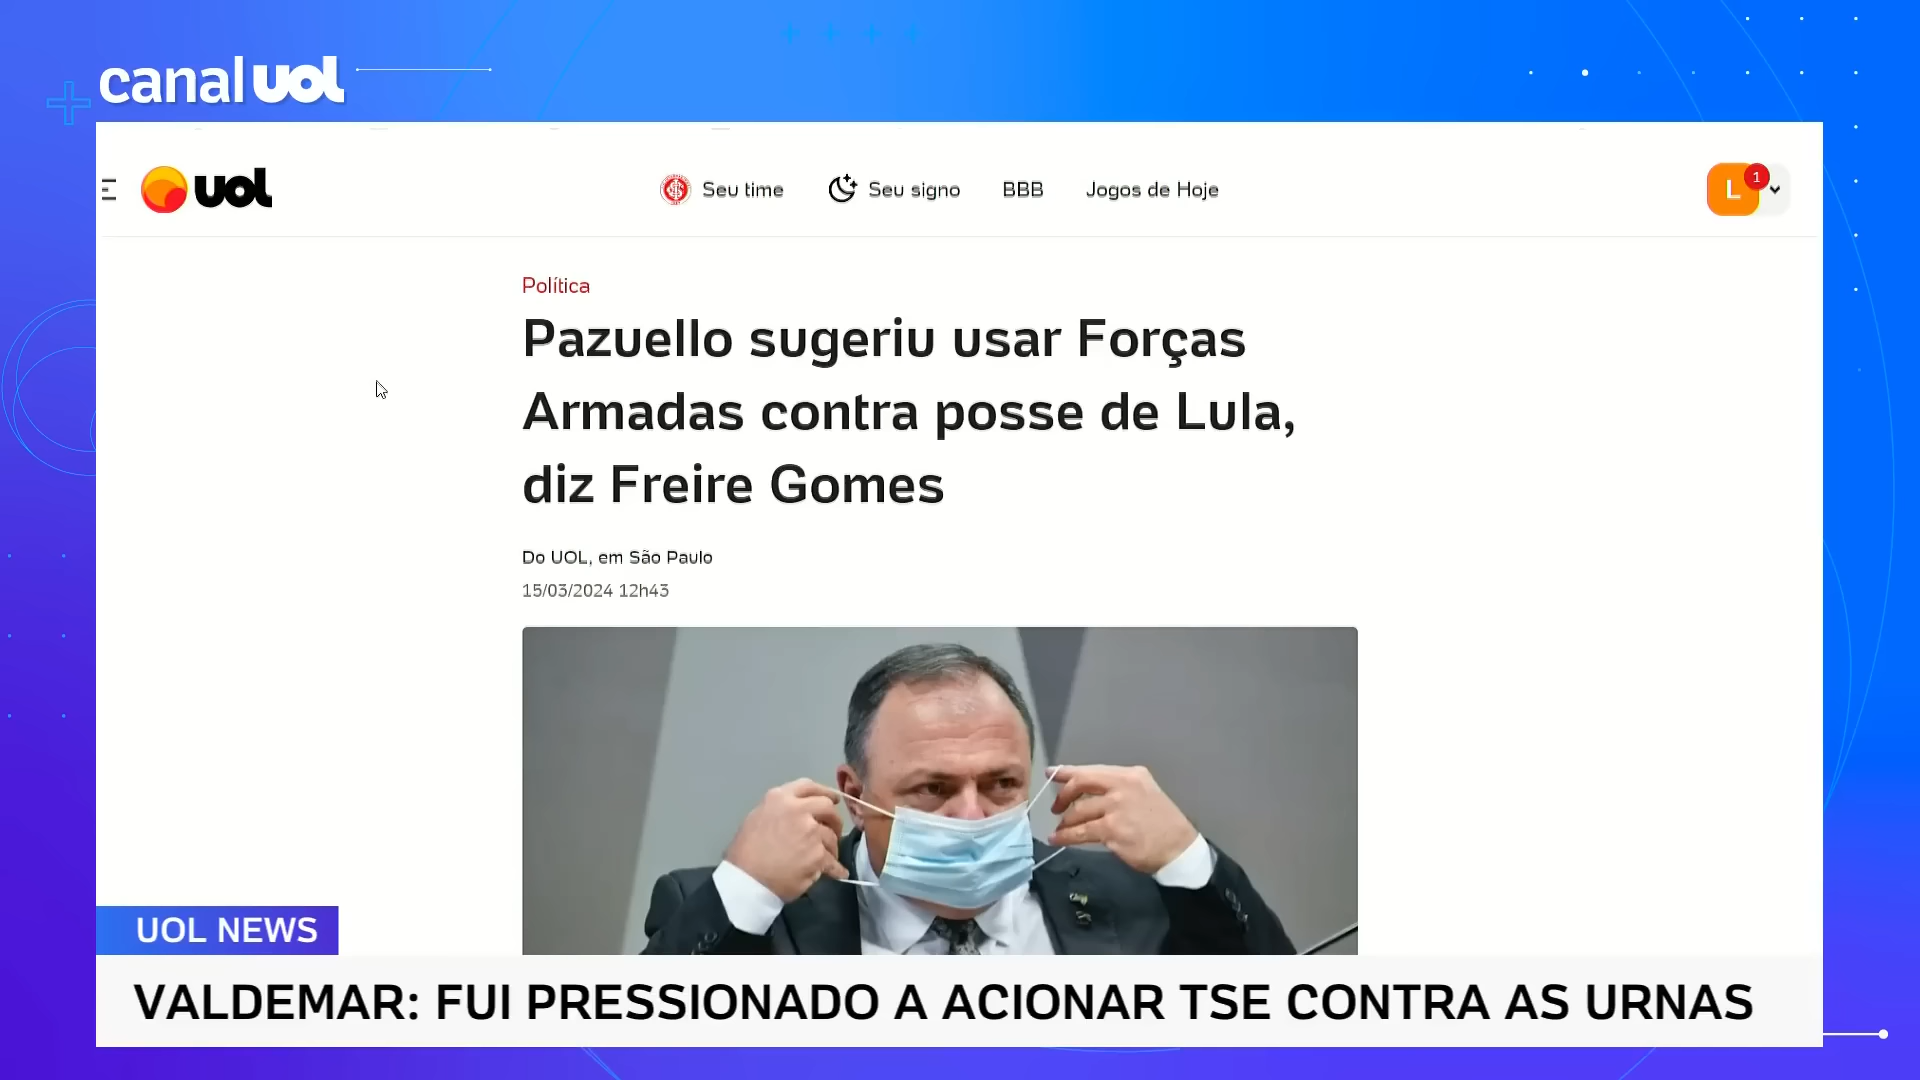 canal uol
uol
Seu time
Seu signo
BBB
Jogos de Hoje
L
1
Política
Pazuello sugeriu usar Forças
Armadas contra posse de Lula,
diz Freire Gomes
Do UOL, em São Paulo
15/03/2024 12h43
UOL NEWS
VALDEMAR: FUI PRESSIONADO A ACIONAR TSE CONTRA AS URNAS